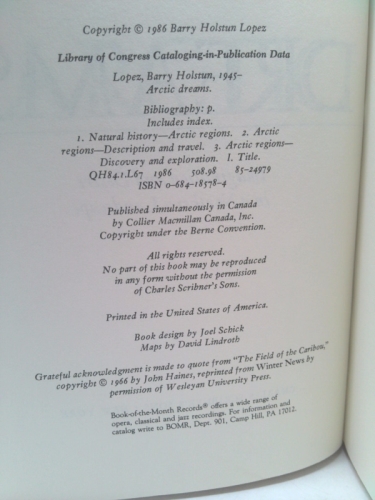 Copyright © 1986 Barry Holstun Lopez
Library of Congress Cataloging-in-Publication Data
Lopez, Barry Holstun, 1945–
Arctic dreams.
Bibliography: p.
Includes index.
1. Natural history—Arctic regions. 2. Arctic
regions—Description and travel. 3. Arctic regions—
Discovery and exploration. I. Title.
QH84.1.L67 1986 508.98 85-24979
ISBN 0-684-18578-4
Published simultaneously in Canada
by Collier Macmillan Canada, Inc.
Copyright under the Berne Convention.
All rights reserved.
No part of this book may be reproduced
in any form without the permission
of Charles Scribner's Sons.
Printed in the United States of America.
Book design by Joel Schick
Maps by David Lindroth
Grateful acknowledgment is made to quote from "The Field of the Caribou,"
copyright © 1966 by John Haines, reprinted from Winter News by
permission of Wesleyan University Press.
Book-of-the-Month Records® offers a wide range of
opera, classical and jazz recordings. For information and
catalog write to BOMR, Dept. 901, Camp Hill, PA 17012.